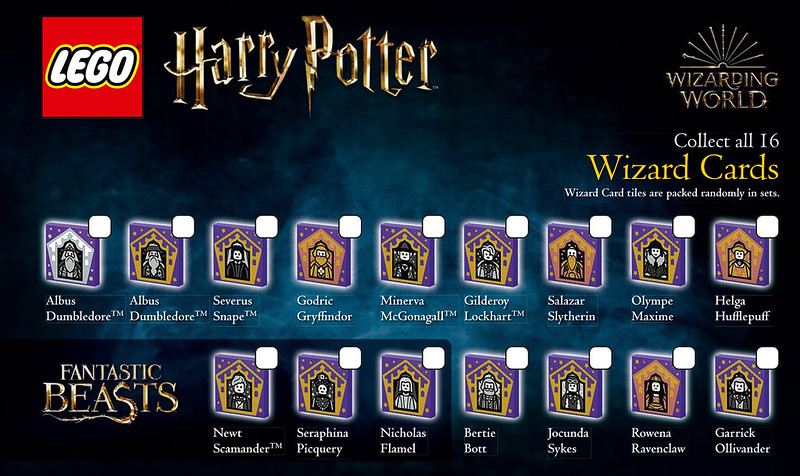 LEGO
Harry Potter™
WIZARDING
WORLD
Collect all 16
Wizard Cards
Wizard Card tiles are packed randomly in sets.
Albus
Dumbledore™
Albus
Dumbledore™
Severus
Snape™
Godric
Gryffindor
Minerva
McGonagall™
Gilderoy
Lockhart™
Salazar
Slytherin
Olympe
Maxime
Helga
Hufflepuff
FANTASTIC
BEASTS
Newt
Scamander™
Seraphina
Picquery
Nicholas
Flamel
Bertie
Bott
Jocunda
Sykes
Rowena
Ravenclaw
Garrick
Ollivander